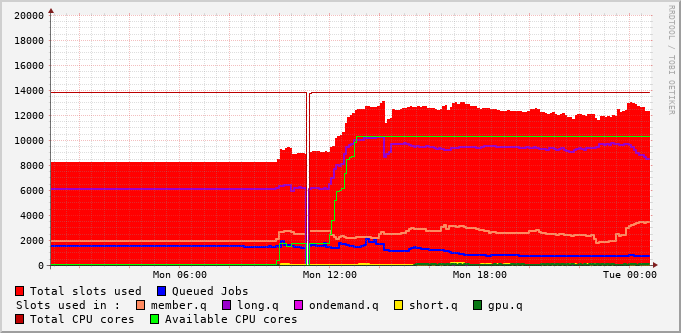 20000
18000
16000
14000
12000
10000
8000
6000
4000
2000
0
Mon 06:00 Mon 12:00 Mon 18:00 Tue 00:00
Total slots used Queued Jobs
Slots used in : member.q long.q ondemand.q short.q gpu.q
Total CPU cores Available CPU cores
RRDTOOL / TOBI OETIKER